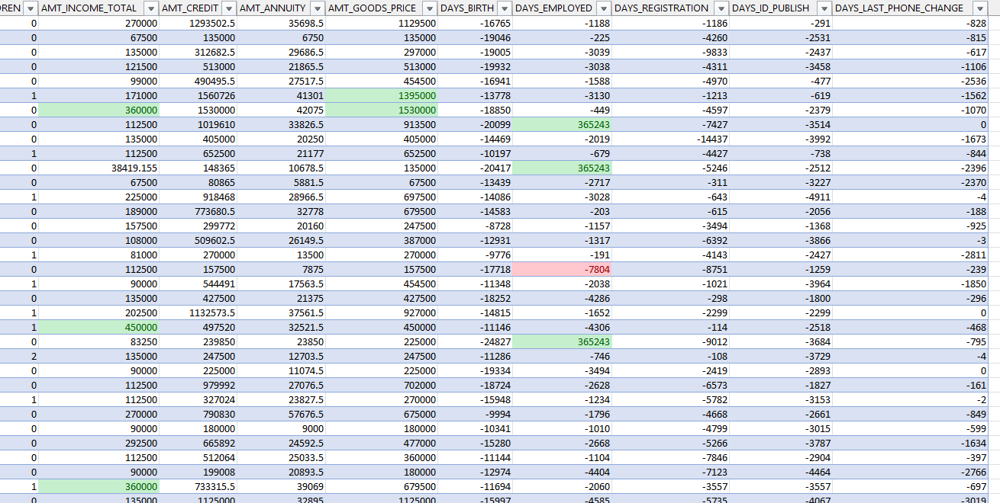 DREN AMT_INCOME_TOTAL AMT_CREDIT AMT_ANNUITY AMT_GOODS_PRICE DAYS_BIRTH DAYS_EMPLOYED DAYS_REGISTRATION DAYS_ID_PUBLISH DAYS_LAST_PHONE_CHANGE
0 270000 1293502.5 35698.5 1129500 -16765 -1188 -1186 -291 -828
0 67500 135000 6750 135000 -19046 -225 -4260 -2531 -815
0 135000 312682.5 29686.5 297000 -19005 -3039 -9833 -2437 -617
0 121500 513000 21865.5 513000 -19932 -3038 -4311 -3458 -1106
0 99000 490495.5 27517.5 454500 -16941 -1588 -4970 -477 -2536
1 171000 1560726 41301 1395000 -13778 -3130 -1213 -619 -1562
0 360000 1530000 42075 1530000 -18850 -449 -4597 -2379 -1070
0 112500 1019610 33826.5 913500 -20099 365243 -7427 -3514 0
0 135000 405000 20250 405000 -14469 -2019 -14437 -3992 -1673
1 112500 652500 21177 652500 -10197 -679 -4427 -738 -844
0 38419.155 148365 10678.5 135000 -20417 365243 -5246 -2512 -2396
0 67500 80865 5881.5 67500 -13439 -2717 -311 -3227 -2370
1 225000 918468 28966.5 697500 -14086 -3028 -643 -4911 -4
0 189000 773680.5 32778 679500 -14583 -203 -615 -2056 -188
0 157500 299772 20160 247500 -8728 -1157 -3494 -1368 -925
0 108000 509602.5 26149.5 387000 -12931 -1317 -6392 -3866 -3
1 81000 270000 13500 270000 -9776 -191 -4143 -2427 -2811
0 112500 157500 7875 157500 -17718 -7804 -8751 -1259 -239
1 90000 544491 17563.5 454500 -11348 -2038 -1021 -3964 -1850
0 135000 427500 21375 427500 -18252 -4286 -298 -1800 -296
1 202500 1132573.5 37561.5 927000 -14815 -1652 -2299 -2299 0
1 450000 497520 32521.5 450000 -11146 -4306 -114 -2518 -468
0 83250 239850 23850 225000 -24827 365243 -9012 -3684 -795
2 135000 247500 12703.5 247500 -11286 -746 -108 -3729 -4
0 90000 225000 11074.5 225000 -19334 -3494 -2419 -2893 0
0 112500 979992 27076.5 702000 -18724 -2628 -6573 -1827 -161
1 112500 327024 23827.5 270000 -15948 -1234 -5782 -3153 -2
0 270000 790830 57676.5 675000 -9994 -1796 -4668 -2661 -849
0 90000 180000 9000 180000 -10341 -1010 -4799 -3015 -599
0 292500 665892 24592.5 477000 -15280 -2668 -5266 -3787 -1634
0 112500 512064 25033.5 360000 -11144 -1104 -7846 -2904 -397
0 90000 199008 20893.5 180000 -12974 -4404 -7123 -4464 -2766
1 360000 733315.5 39069 679500 -11694 -2060 -3557 -3557 -697
0 135000 1125000 32895 1125000 -15997 -4585 -5735 -4067 -3019